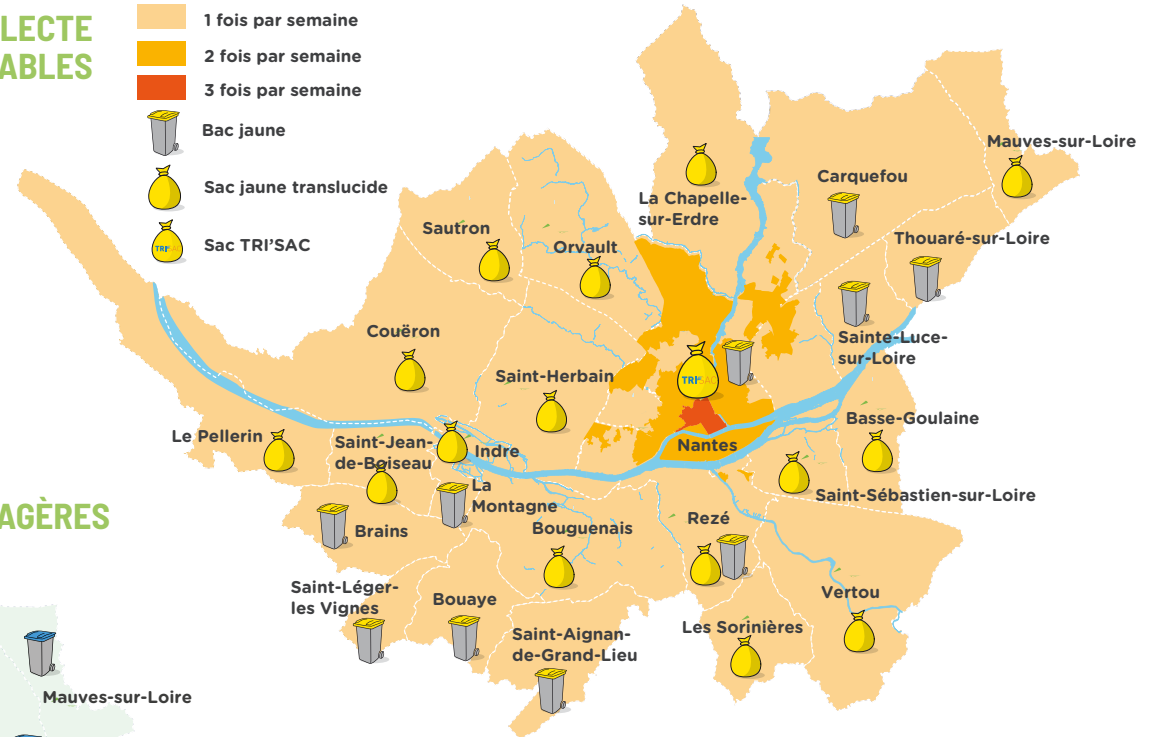 LECTE
ABLES
1 fois par semaine
2 fois par semaine
3 fois par semaine
Bac jaune
Sac jaune translucide
TRI'SAC
Sac TRI'SAC
Mauves-sur-Loire
Carquefou
La Chapelle-
sur-Erdre
Sautron
Orvault
Thouaré-sur-Loire
Couëron
Sainte-Luce-
sur-Loire
Saint-Herbain
TRI'SAC
Basse-Goulaine
Le Pellerin
Saint-Jean-
de-Boiseau
Indre
Nantes
La
Montagne
Saint-Sébastien-sur-Loire
AGÈRES
Brains
Bouguenais
Rezé
Saint-Léger-
les Vignes
Bouaye
Vertou
Saint-Aignan-
de-Grand-Lieu
Les Sorinières
Mauves-sur-Loire